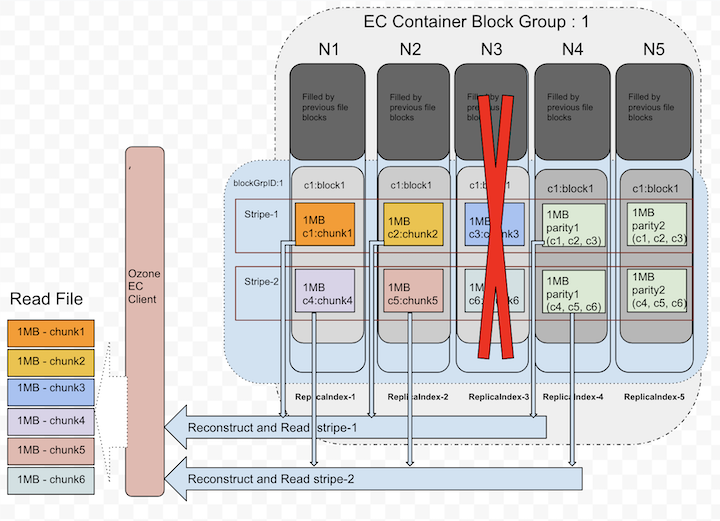 EC Container Block Group : 1
N1
N2
N3
N4
N5
Filled by
previous file
blocks
Filled by
previous file
blocks
Filled by
previous file
blocks
Filled by
previous file
blocks
Filled by
previous file
blocks
blockGrpID:1
c1:block1
c1:block1
c1:block1
c1:block1
c1:block1
Stripe-1
1MB
c1:chunk1
1MB
c2:chunk2
1MB
c3:chunk3
1MB
parity1
(c1, c2, c3)
1MB
parity2
(c1, c2, c3)
Stripe-2
1MB
c4:chunk4
1MB
c5:chunk5
1MB
c6:chunk6
1MB
parity1
(c4, c5, c6)
1MB
parity2
(c4, c5, c6)
ReplicaIndex-1
ReplicaIndex-2
ReplicaIndex-3
ReplicaIndex-4
ReplicaIndex-5
,
Ozone
EC
Client
Read File
1MB - chunk1
1MB - chunk2
1MB - chunk3
1MB - chunk4
1MB - chunk5
1MB - chunk6
Reconstruct and Read stripe-1
Reconstruct and Read stripe-2